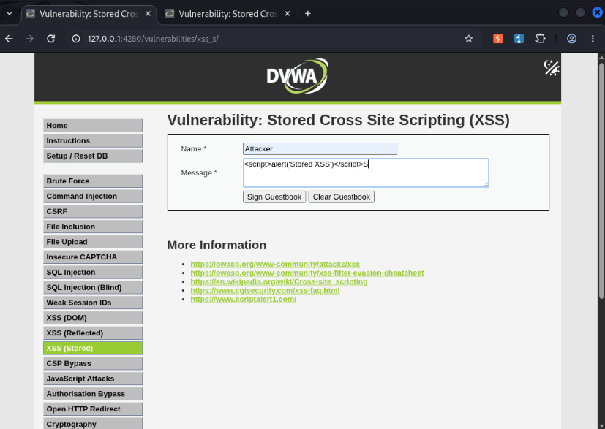 Vulnerability: Stored Cros
Vulnerability: Stored Cros
127.0.0.1:4280/vulnerabilities/xss_s/
DVWA
Vulnerability: Stored Cross Site Scripting (XSS)
Home
Instructions
Setup / Reset DB
Brute Force
Command Injection
CSRF
File Inclusion
File Upload
Insecure CAPTCHA
SQL Injection
SQL Injection (Blind)
Weak Session IDs
XSS (DOM)
XSS (Reflected)
XSS (Stored)
CSP Bypass
JavaScript Attacks
Authorisation Bypass
Open HTTP Redirect
Cryptography
Name *
Attacker
Message *
<script>alert('Stored XSS')</script>S
Sign Guestbook
Clear Guestbook
More Information
https://owasp.org/www-community/attacks/xss
https://owasp.org/www-community/xss-filter-evasion-cheatsheet
https://en.wikipedia.org/wiki/Cross-site_scripting
https://www.cgisecurity.com/xss-faq.html
https://www.scriptalert1.com/